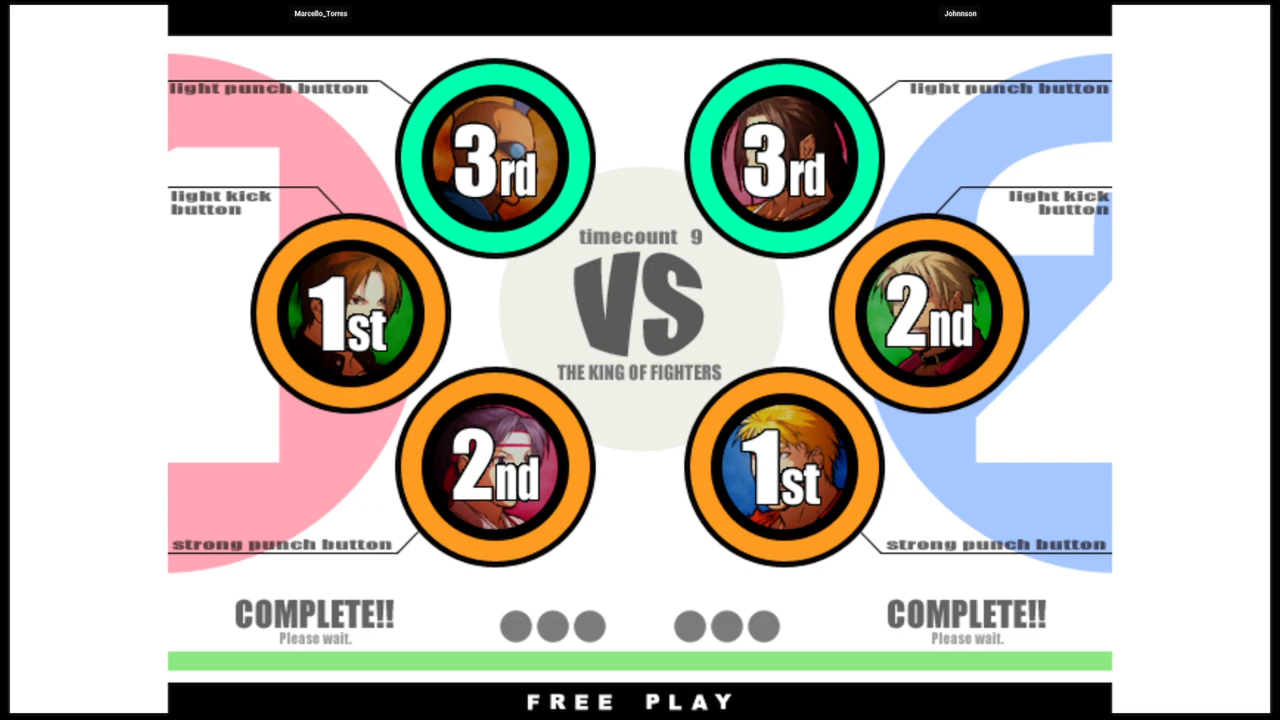 Marcello_Torres
Johnnson
light punch button
light punch button
3rd
3rd
light kick
button
light kick
button
timecount 9
VS
THE KING OF FIGHTERS
1st
2nd
2nd
1st
strong punch button
strong punch button
COMPLETE!!
Please wait.
COMPLETE!!
Please wait.
FREE PLAY